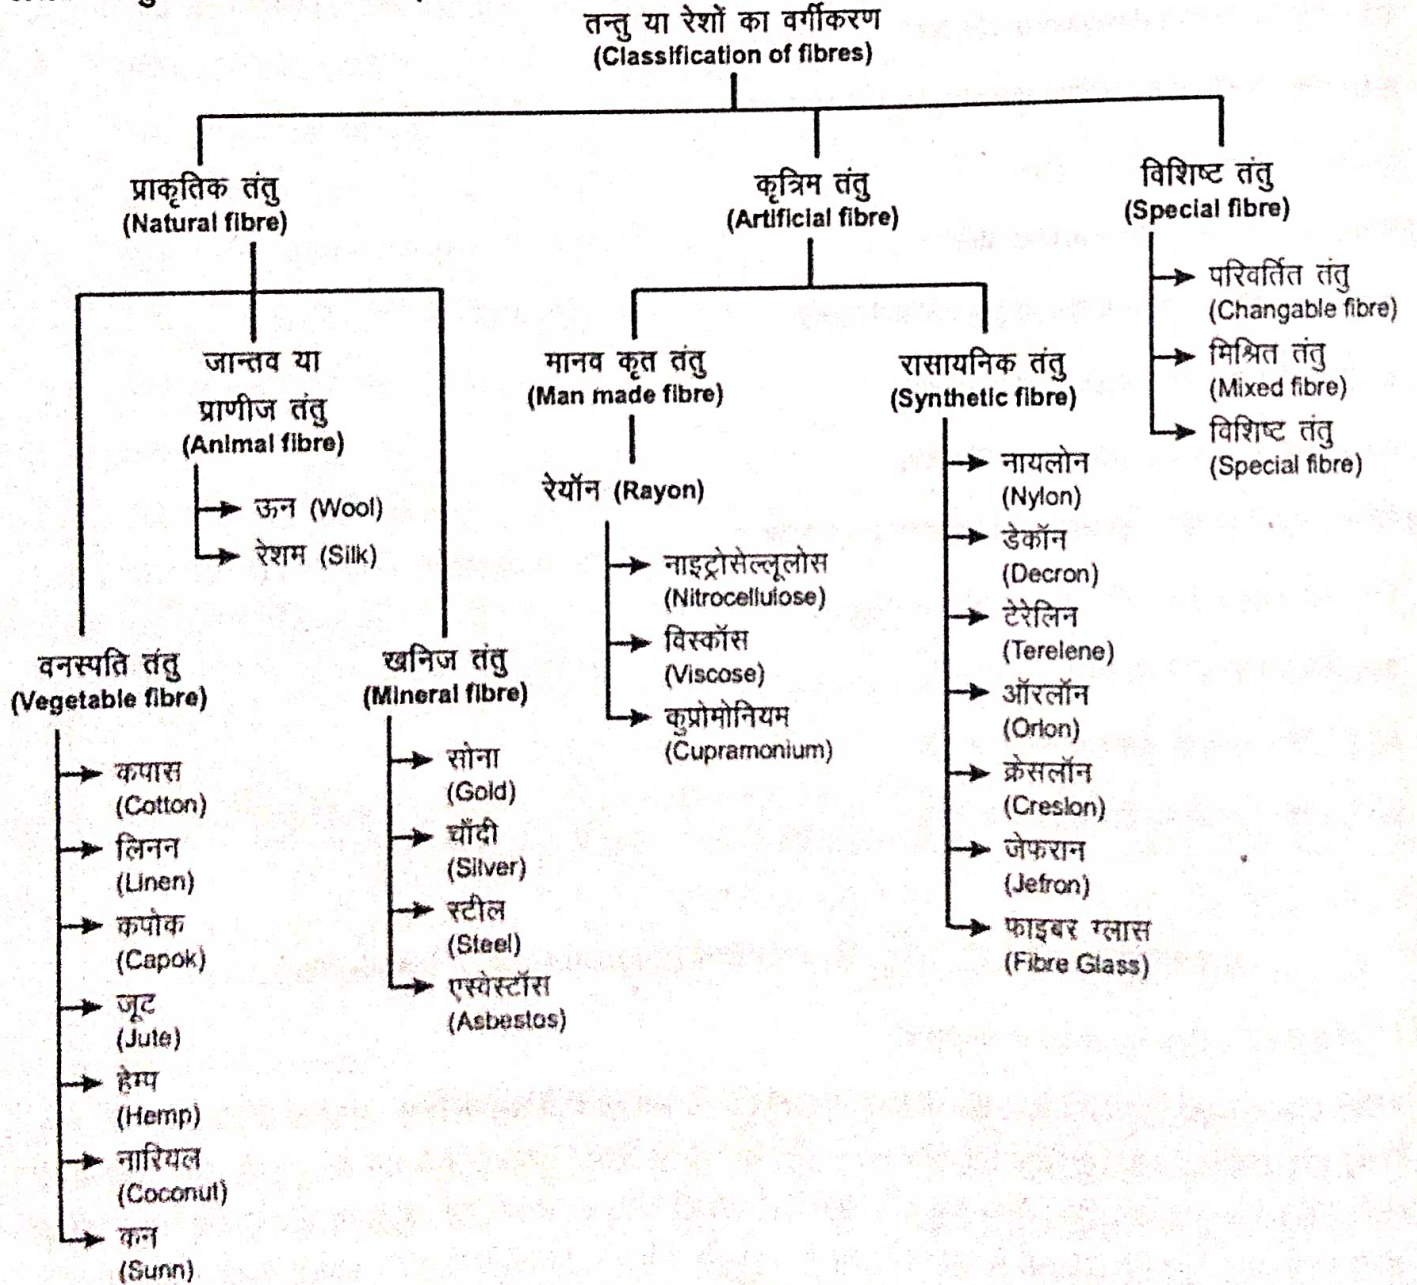 तन्तु या रेशों का वर्गीकरण
(Classification of fibres)
प्राकृतिक तंतु
(Natural fibre)
कृत्रिम तंतु
(Artificial fibre)
विशिष्ट तंतु
(Special fibre)
जान्तव या
प्राणीज तंतु
(Animal fibre)
ऊन (Wool)
रेशम (Silk)
वनस्पति तंतु
(Vegetable fibre)
कपास
(Cotton)
लिनन
(Linen)
कपोक
(Capok)
जूट
(Jute)
हेम्प
(Hemp)
नारियल
(Coconut)
कन
(Sunn)
खनिज तंतु
(Mineral fibre)
सोना
(Gold)
चाँदी
(Silver)
स्टील
(Steel)
एस्वेस्टॉस
(Asbestos)
मानव कृत तंतु
(Man made fibre)
रेयॉन (Rayon)
नाइट्रोसेल्लूलोस
(Nitrocellulose)
विस्कॉस
(Viscose)
कुप्रोमोनियम
(Cupramonium)
रासायनिक तंतु
(Synthetic fibre)
नायलोन
(Nylon)
डेकॉन
(Decron)
टेरेलिन
(Terelene)
ऑरलॉन
(Orlon)
क्रेसलॉन
(Creslon)
जेफरान
(Jefron)
फाइबर ग्लास
(Fibre Glass)
परिवर्तित तंतु
(Changable fibre)
मिश्रित तंतु
(Mixed fibre)
विशिष्ट तंतु
(Special fibre)